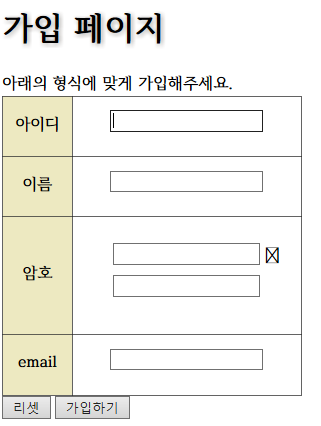 가입 페이지
아래의 형식에 맞게 가입해주세요.
아이디
이름
암호
email
리셋 가입하기